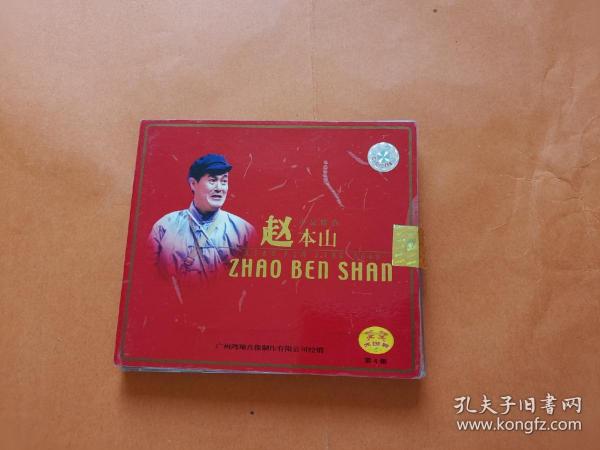 赵本山
ZHAO BEN SHAN
广州鸿翔音像制作有限公司经销
第4集
孔夫子旧书网
www.kongfz.com